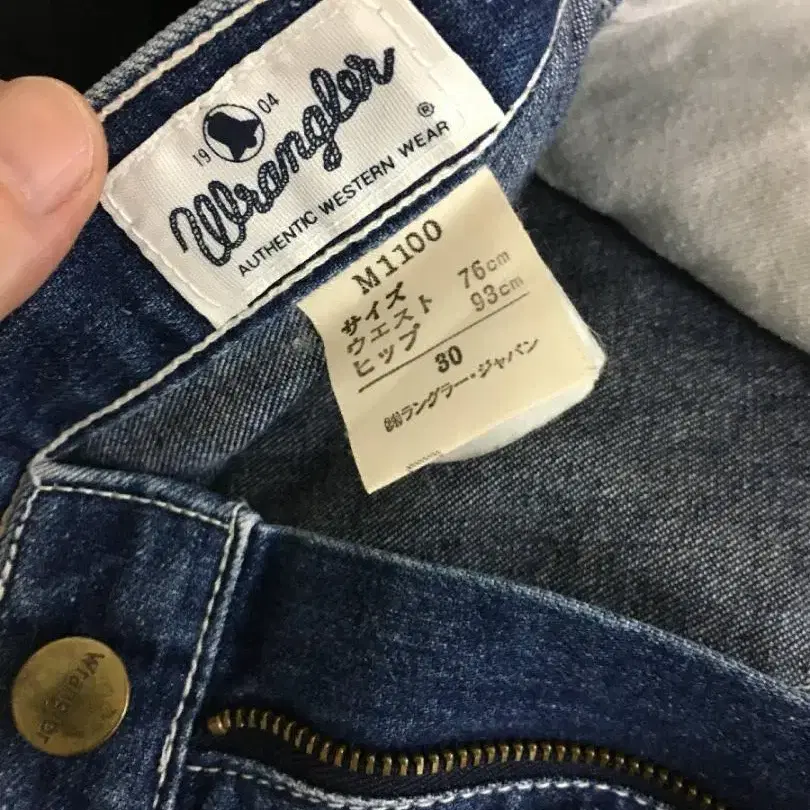 19 04
Wrangler
®
AUTHENTIC WESTERN WEAR
M1100
サイズ
ウエスト 76cm
ヒップ 93cm
30
㈱ラングラー・ジャパン
Wrangler